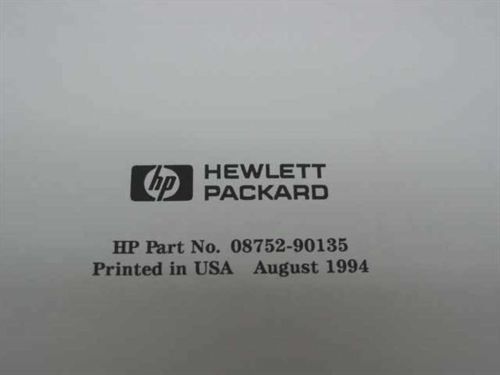 hp HEWLETT
PACKARD
HP Part No. 08752-90135
Printed in USA August 1994